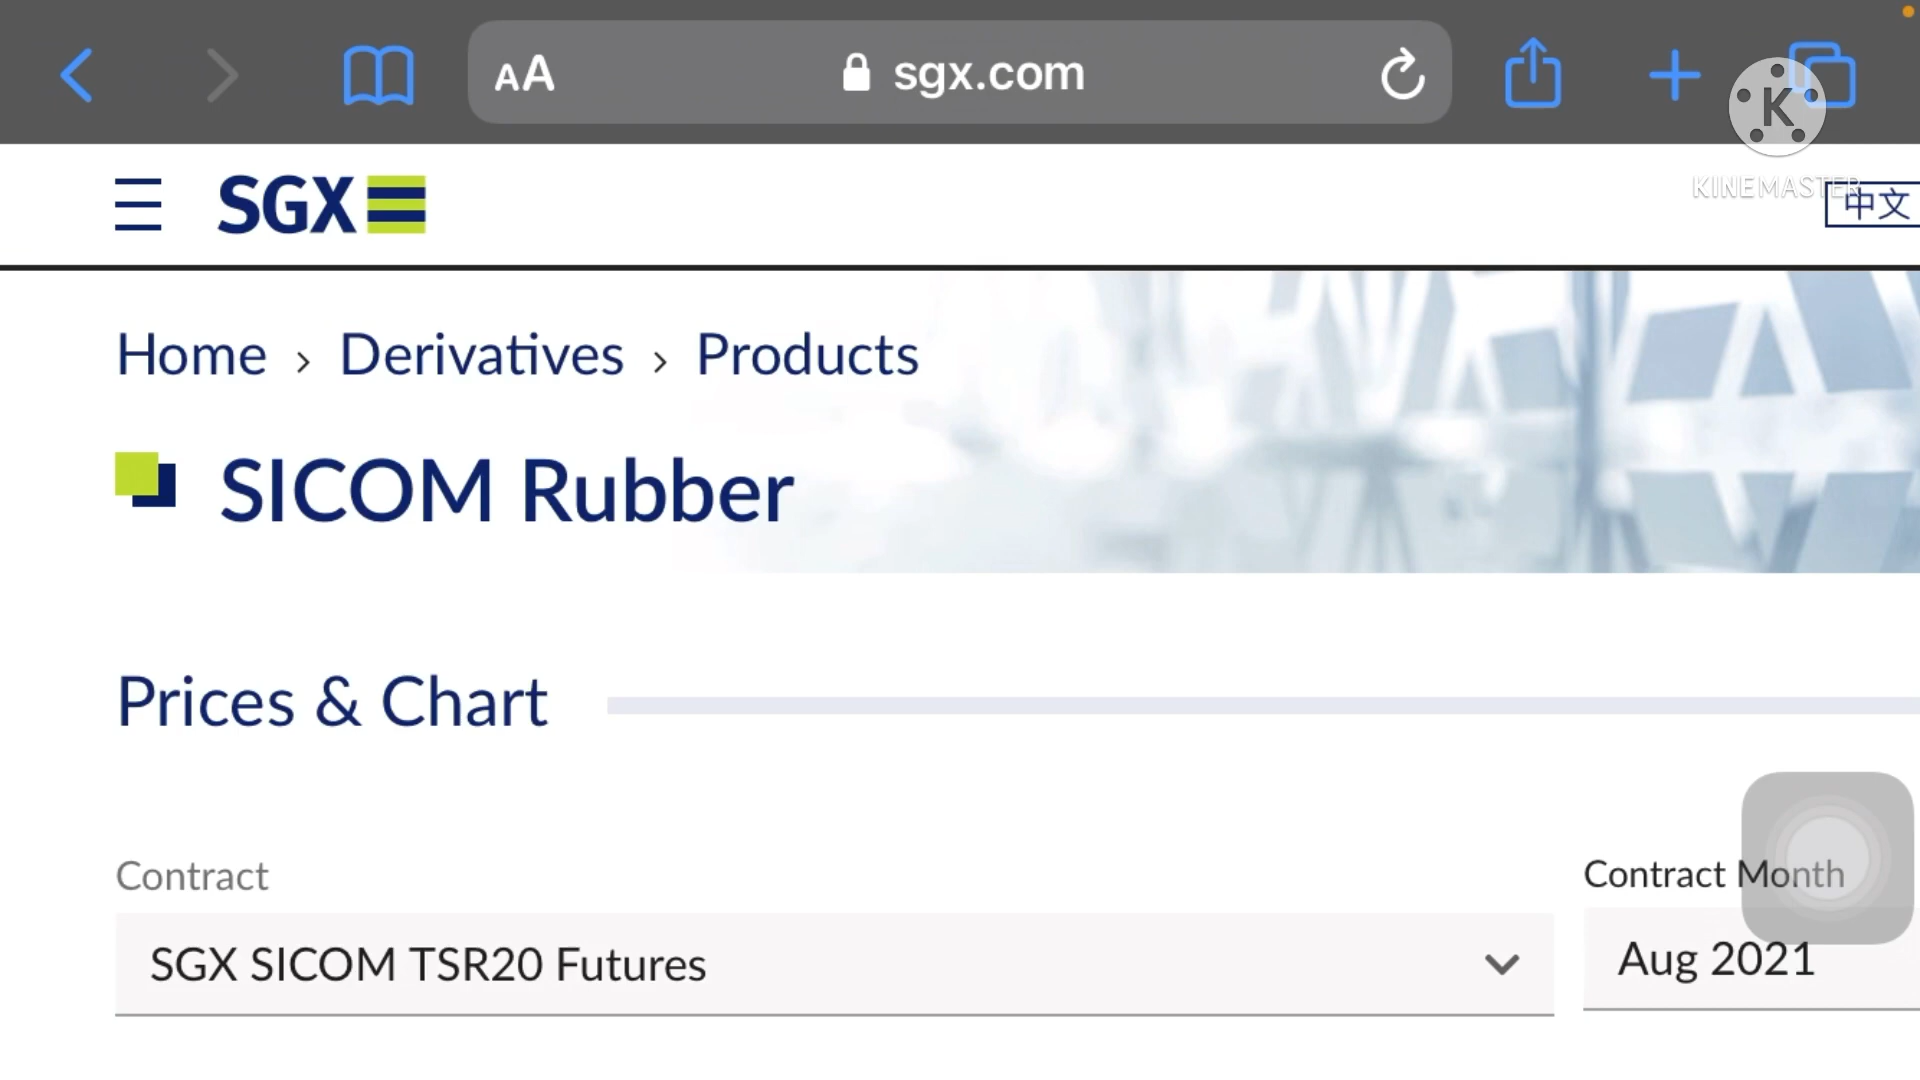 AA sgx.com
KINEMASTER
SGX
中文
Home › Derivatives › Products
SICOM Rubber
Prices & Chart
Contract
Contract Month
SGX SICOM TSR20 Futures
Aug 2021